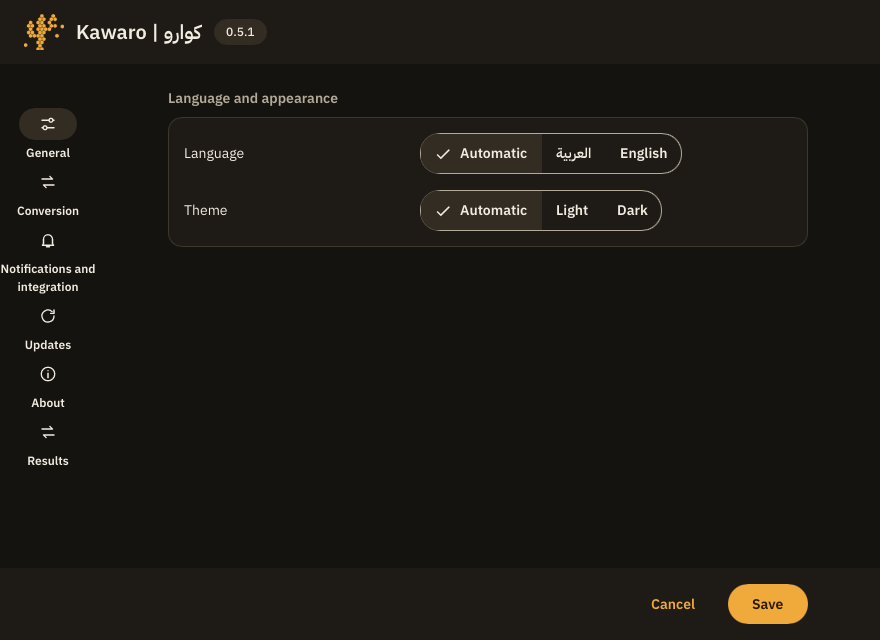 Kawaro | كوارو 0.5.1
General
Conversion
Notifications and
integration
Updates
About
Results
Language and appearance
Language Automatic العربية English
Theme Automatic Light Dark
Cancel Save